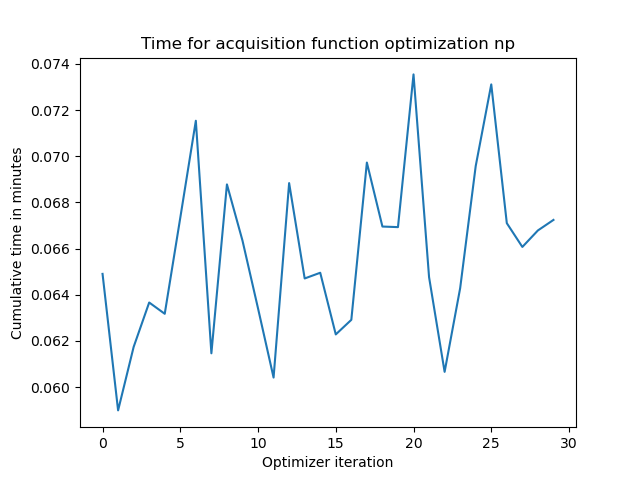 Time for acquisition function optimization np
0.074
0.072
0.070
0.068
0.066
0.064
0.062
0.060
Cumulative time in minutes
0 5 10 15 20 25 30
Optimizer iteration